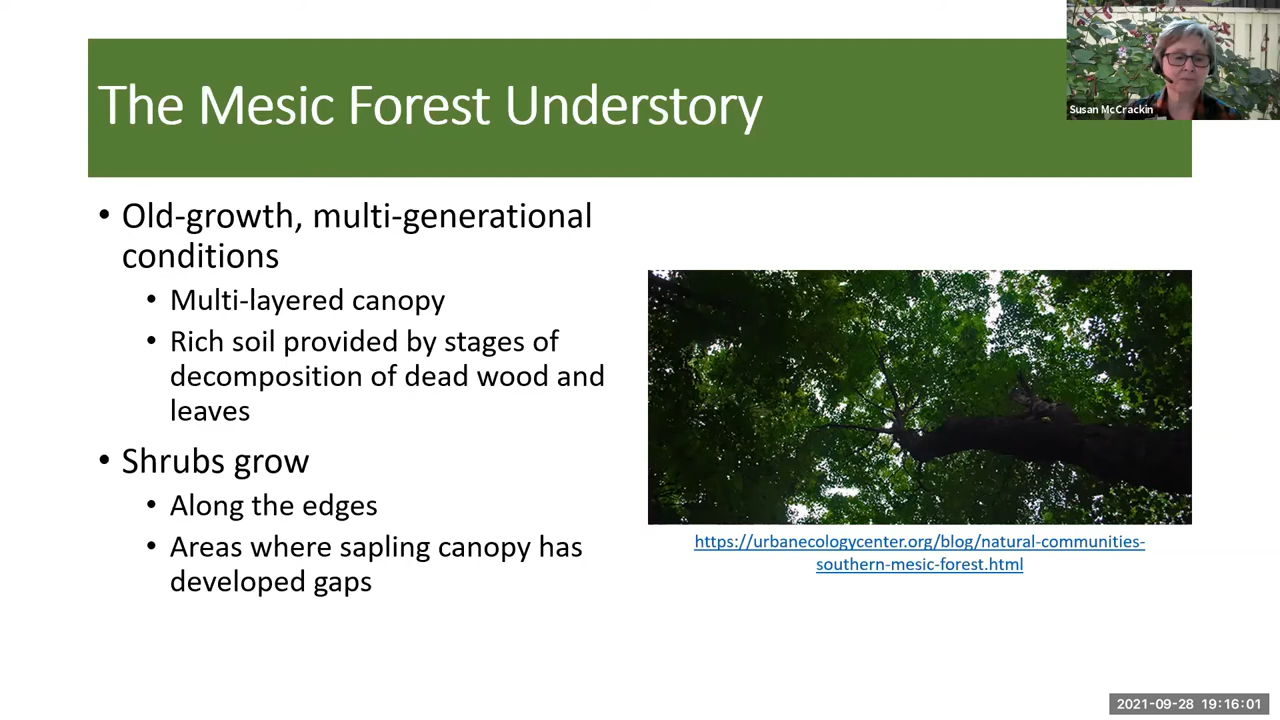 The Mesic Forest Understory
Susan McCrackin
• Old-growth, multi-generational
conditions
• Multi-layered canopy
• Rich soil provided by stages of
decomposition of dead wood and
leaves
• Shrubs grow
• Along the edges
• Areas where sapling canopy has
developed gaps
https://urbanecologycenter.org/blog/natural-communities-
southern-mesic-forest.html
2021-09-28 19:16:01